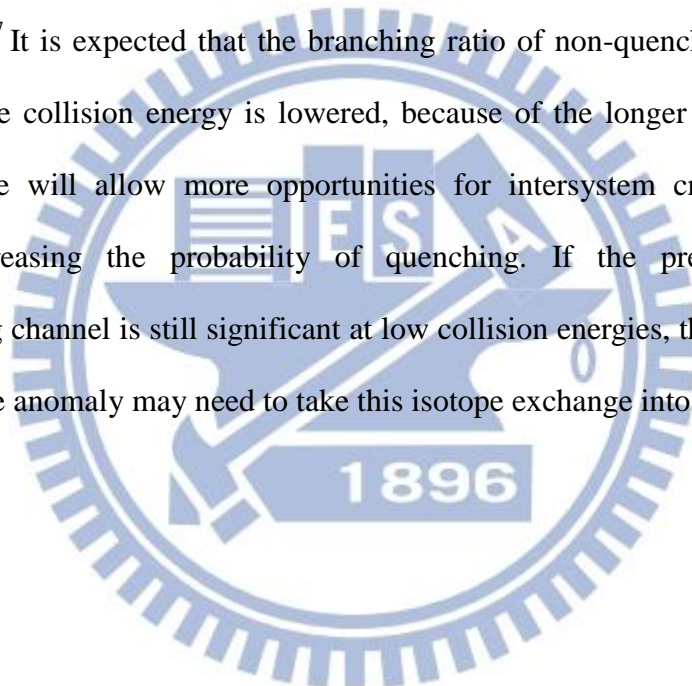 7 It is expected that the branching ratio of non-quench
e collision energy is lowered, because of the longer
e will allow more opportunities for intersystem cr
reasing the probability of quenching. If the pre
g channel is still significant at low collision energies, th
e anomaly may need to take this isotope exchange into
E S A
1896